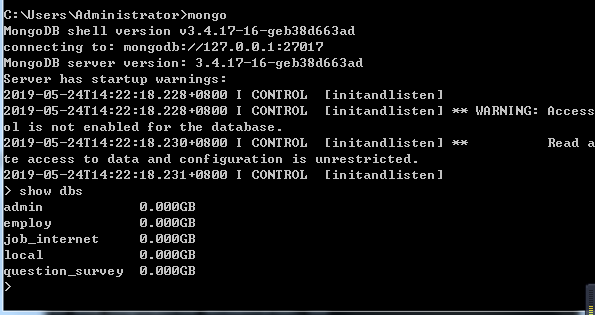 C:\Users\Administrator>mongo
MongoDB shell version v3.4.17-16-geb38d663ad
connecting to: mongodb://127.0.0.1:27017
MongoDB server version: 3.4.17-16-geb38d663ad
Server has startup warnings:
2019-05-24T14:22:18.228+0800 I CONTROL  [initandlisten]
2019-05-24T14:22:18.228+0800 I CONTROL  [initandlisten] ** WARNING: Access
ol is not enabled for the database.
2019-05-24T14:22:18.230+0800 I CONTROL  [initandlisten] **          Read a
te access to data and configuration is unrestricted.
2019-05-24T14:22:18.231+0800 I CONTROL  [initandlisten]
> show dbs
admin            0.000GB
employ           0.000GB
job_internet     0.000GB
local            0.000GB
question_survey  0.000GB
>